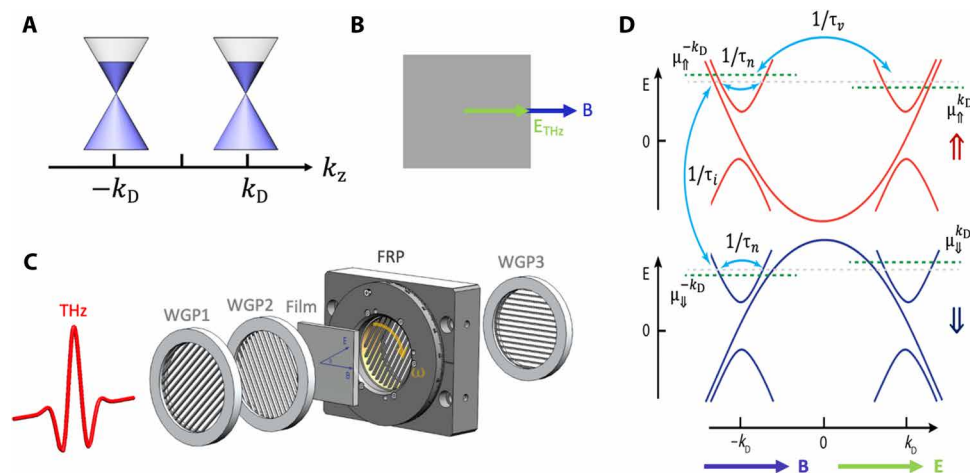 A
−k_D
k_D
k_z
B
E_THz
B
C
THz
WGP1
WGP2
Film
E
B
FRP
ω
WGP3
D
1/τ_v
μ_⇑^{-k_D}
1/τ_n
E
0
μ_⇑^{k_D}
⇑
1/τ_i
1/τ_n
μ_⇓^{k_D}
E
μ_⇓^{-k_D}
0
⇓
−k_D
0
k_D
B
E